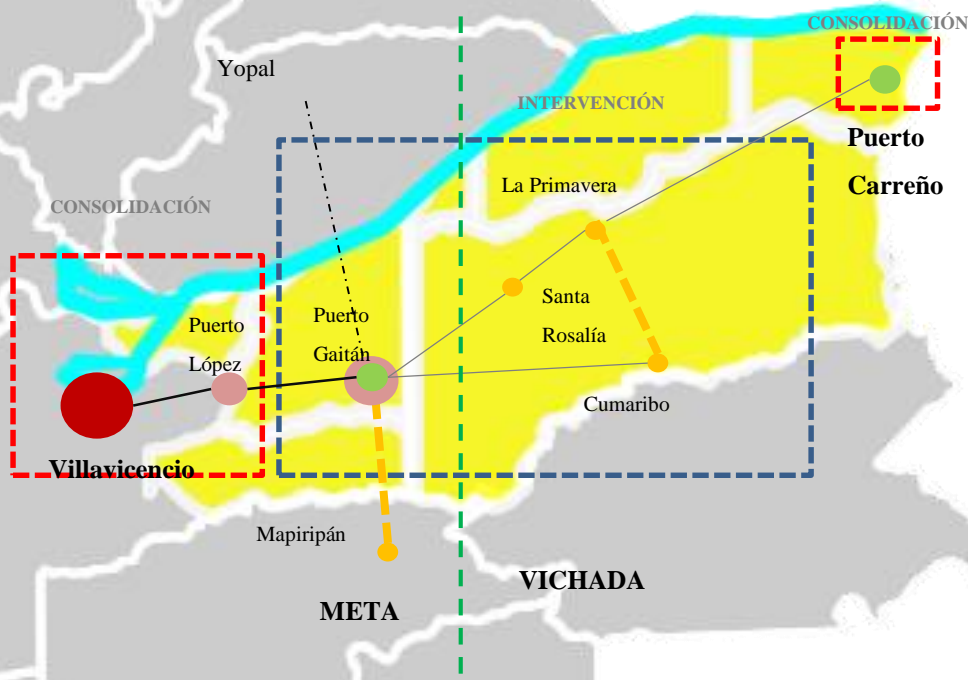 CONSOLIDACIÓN
Yopal
INTERVENCIÓN
Puerto
Carreño
La Primavera
CONSOLIDACIÓN
Puerto
López
Puerto
Gaitán
Santa
Rosalía
Cumaribo
Villavicencio
Mapiripán
VICHADA
META